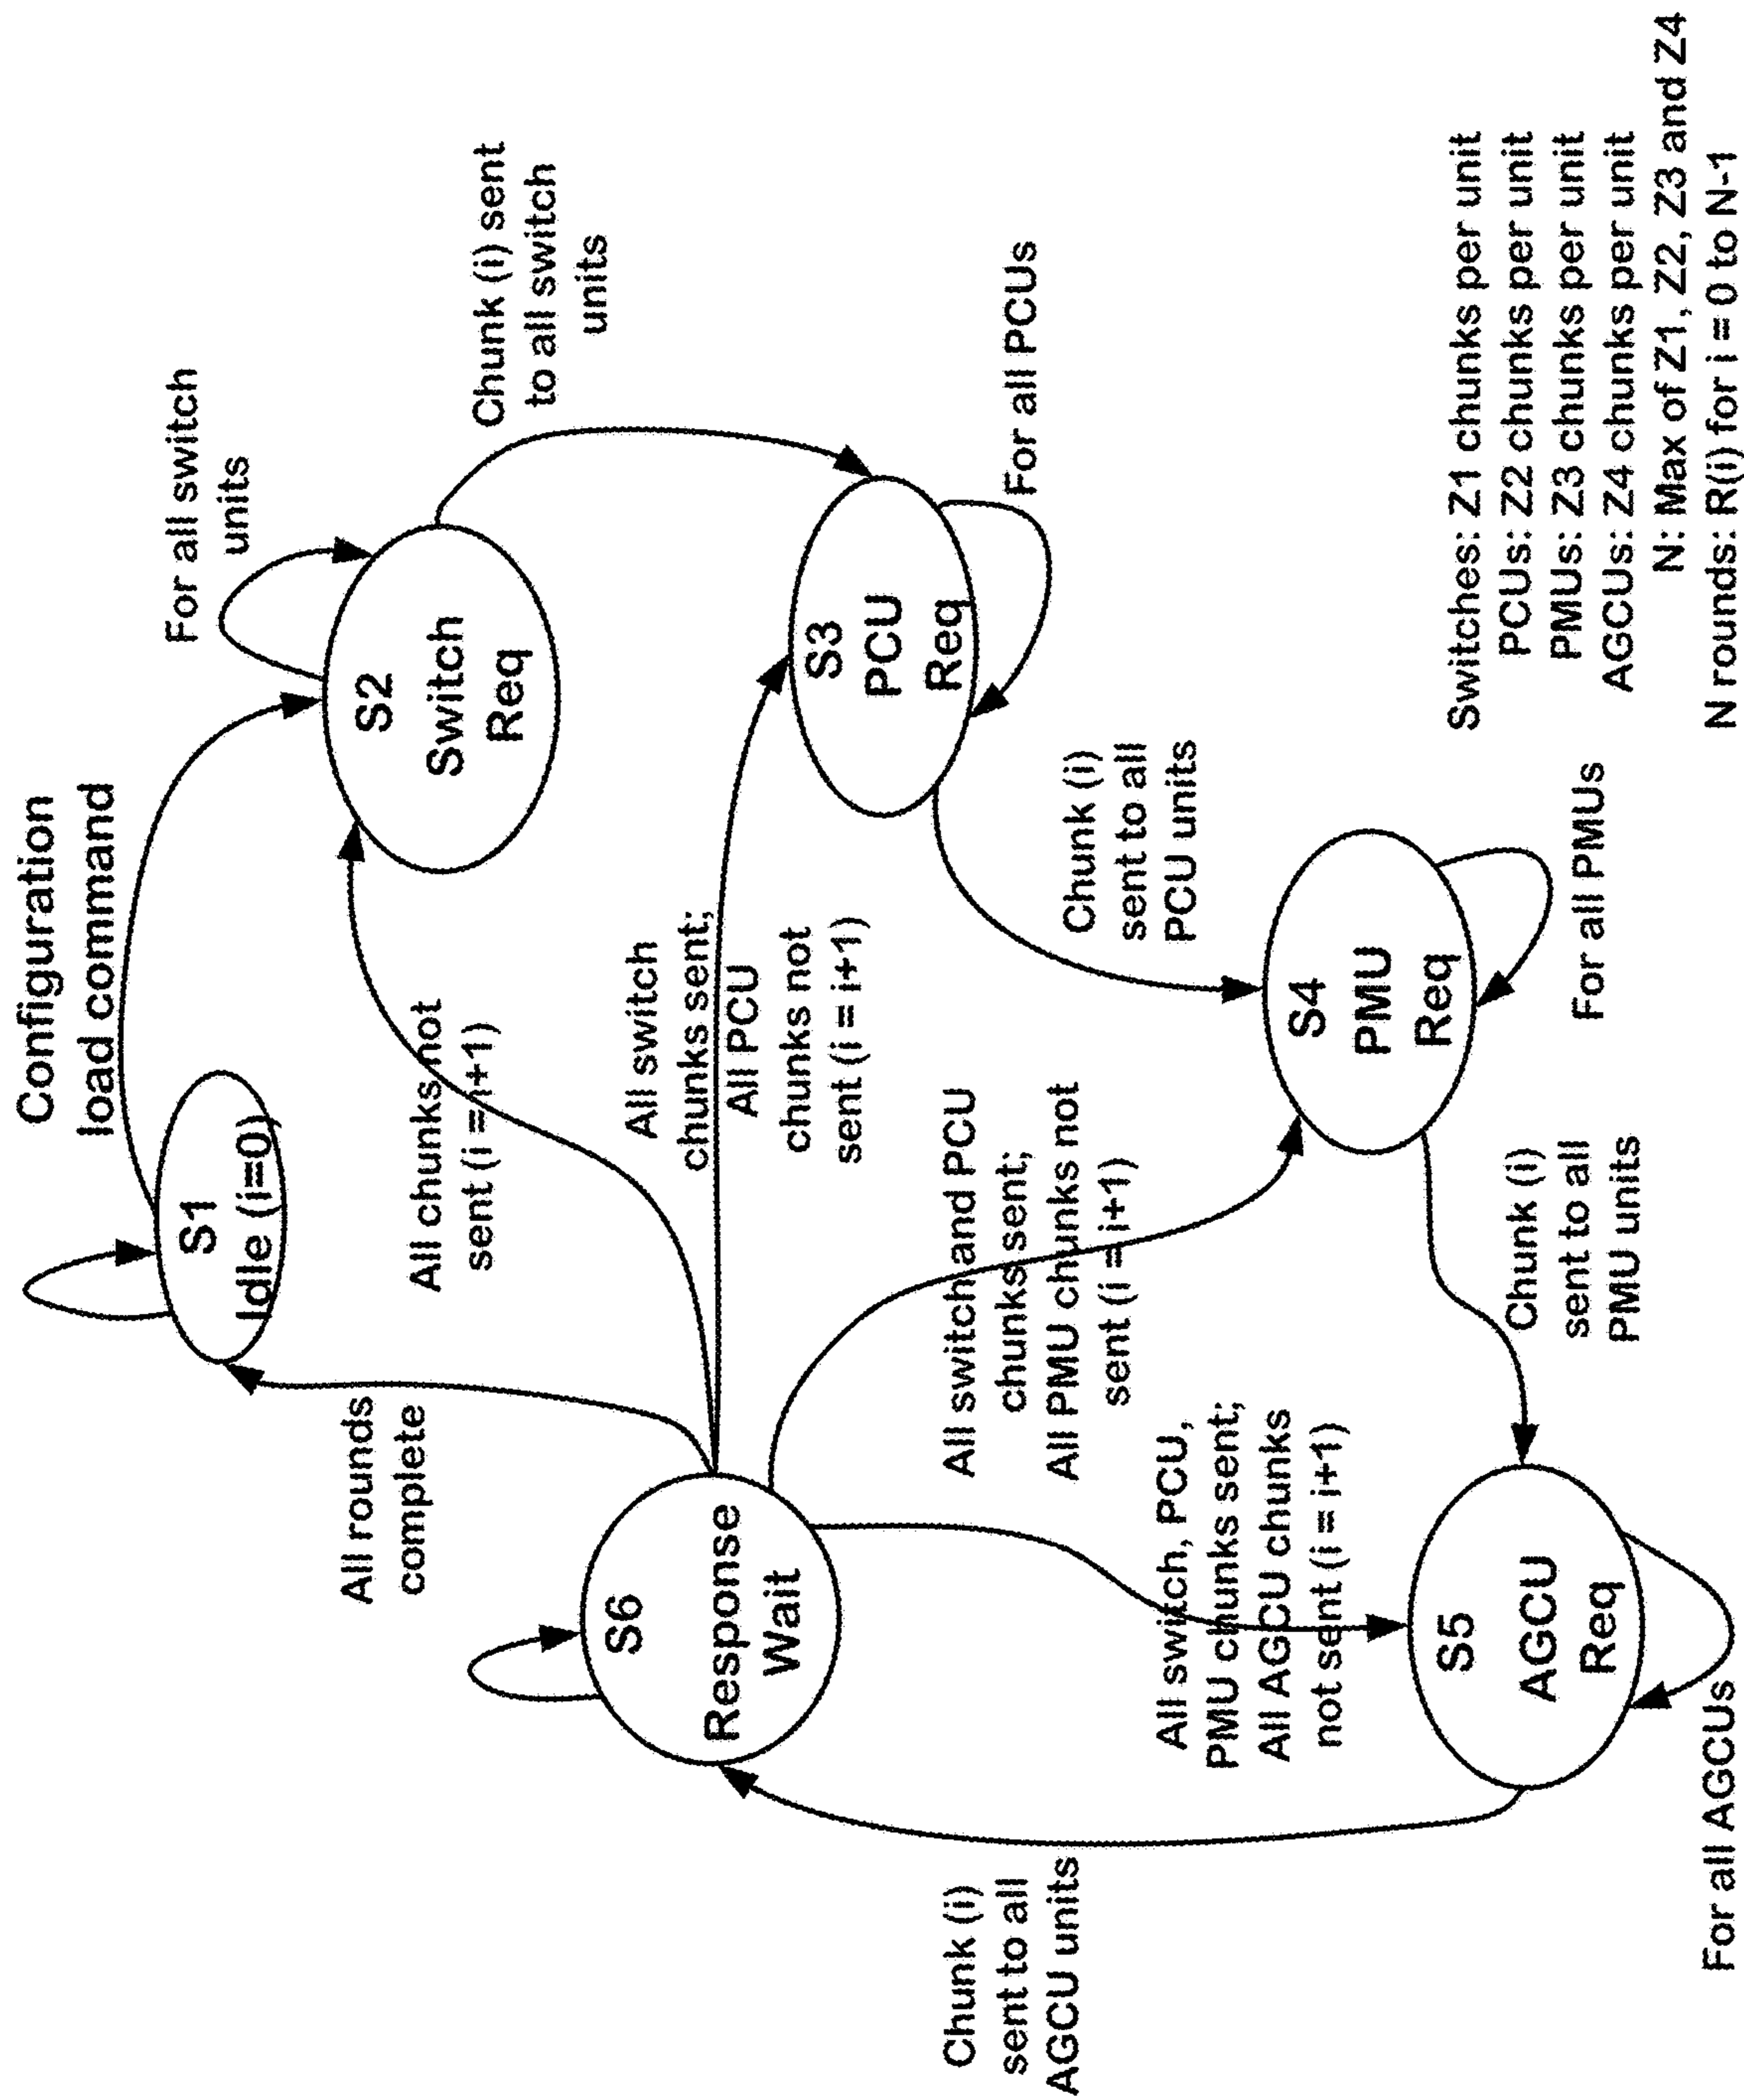 Configuration
load command
For all switch
units
S1
Idle (i=0)
S2
Switch
Req
Chunk (i) sent
to all switch
units
All rounds
complete
All chunks not
sent (i = i+1)
S6
Response
Wait
All switch
chunks sent;
All PCU
chunks not
sent (i = i+1)
S3
PCU
Req
For all PCUs
Chunk (i)
sent to all
AGCU units
All switch and PCU
chunks sent;
All PMU chunks not
sent (i = i+1)
Chunk (i)
sent to all
PCU units
All switch, PCU,
PMU chunks sent;
All AGCU chunks
not sent (i = i+1)
S4
PMU
Req
For all PMUs
S5
AGCU
Req
Chunk (i)
sent to all
PMU units
For all AGCUs
Switches: Z1 chunks per unit
PCUs: Z2 chunks per unit
PMUs: Z3 chunks per unit
AGCUs: Z4 chunks per unit
N: Max of Z1, Z2, Z3 and Z4
N rounds: R(i) for i = 0 to N-1